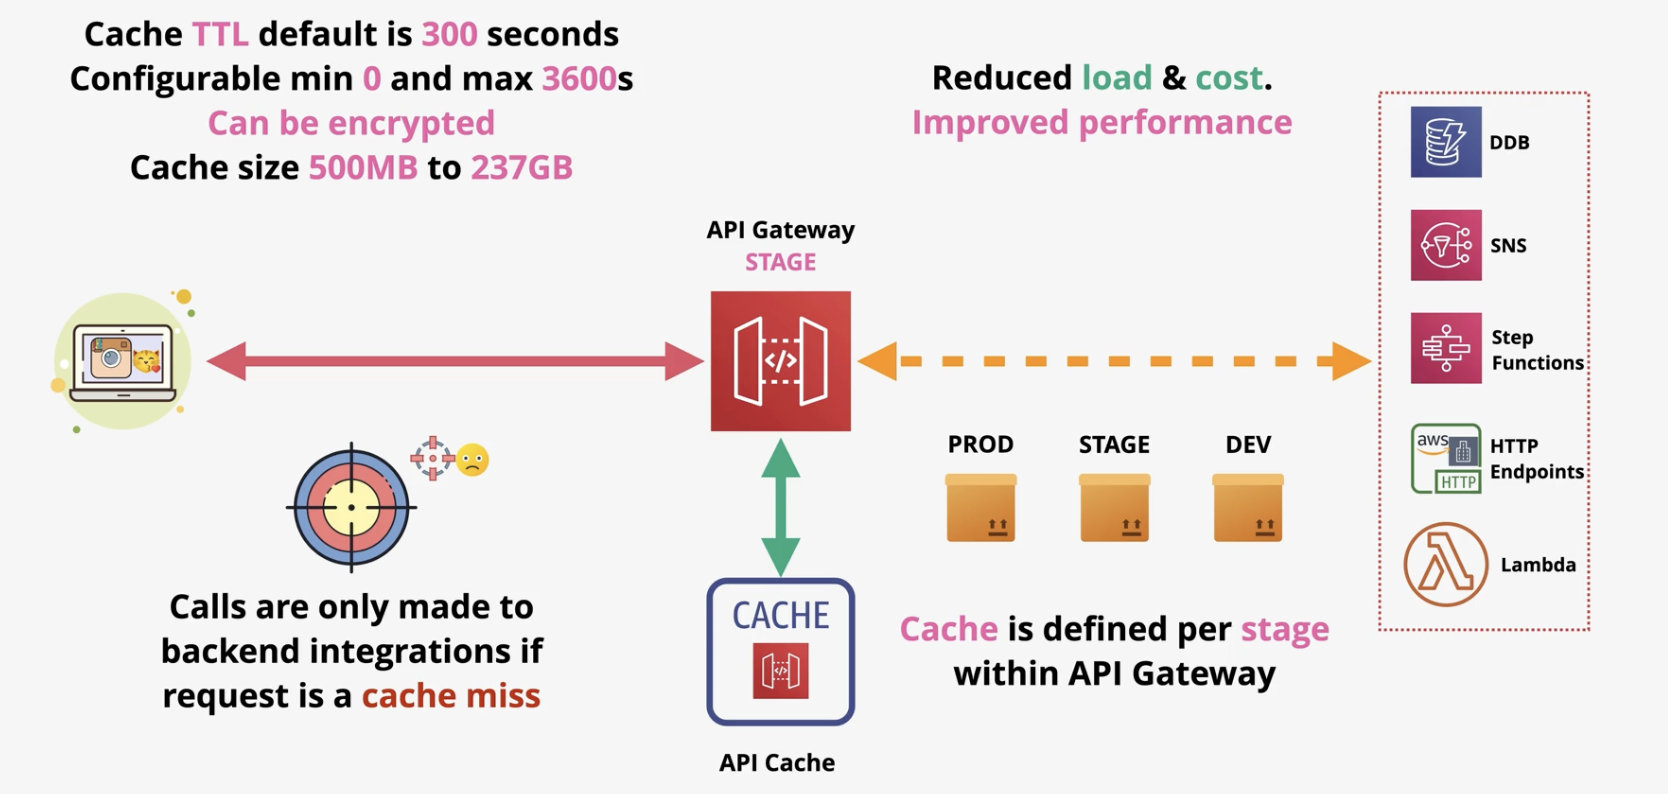 Cache TTL default is 300 seconds
Configurable min 0 and max 3600s
Can be encrypted
Cache size 500MB to 237GB
Reduced load & cost.
Improved performance
API Gateway
STAGE
DDB
SNS
Step
Functions
aws
HTTP
HTTP
Endpoints
Lambda
PROD
STAGE
DEV
Calls are only made to
backend integrations if
request is a cache miss
CACHE
API Cache
Cache is defined per stage
within API Gateway